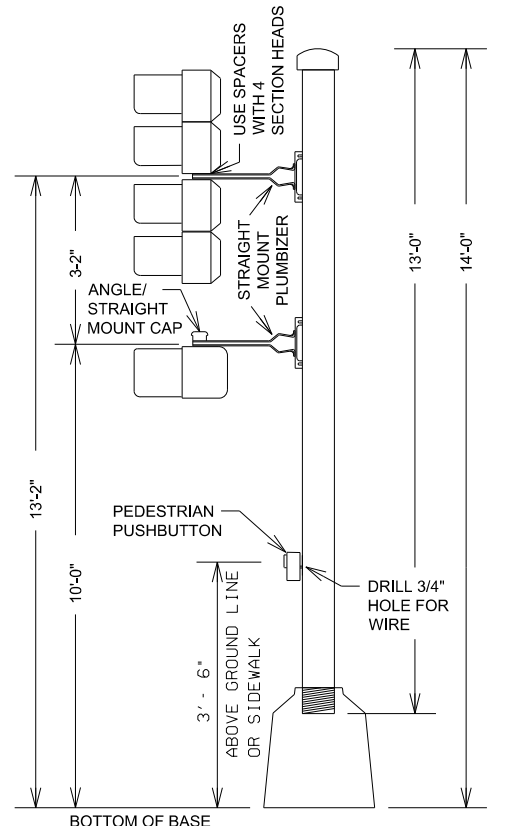 USE SPACERS
WITH 4
SECTION HEADS
STRAIGHT
MOUNT
PLUMBIZER
ANGLE/
STRAIGHT
MOUNT CAP
3-2"
13'-0"
14'-0"
13'-2"
10'-0"
PEDESTRIAN
PUSHBUTTON
3' - 6"
ABOVE GROUND LINE
OR SIDEWALK
DRILL 3/4"
HOLE FOR
WIRE
BOTTOM OF BASE